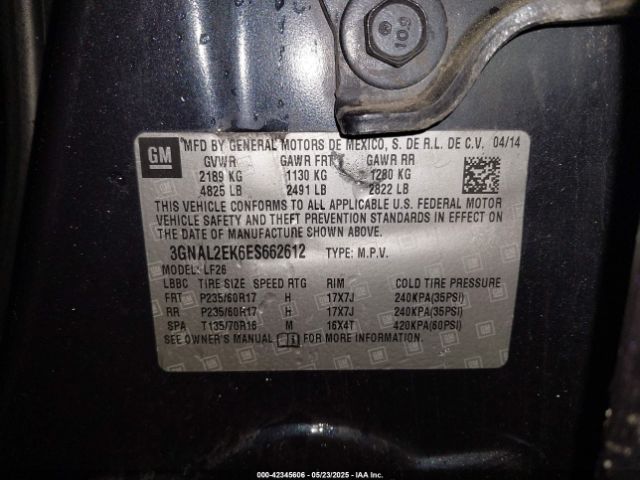 10.9
GM
MFD BY GENERAL MOTORS DE MEXICO, S. DE R.L. DE C.V. 04/14
GVWR GAWR FRT GAWR RR
2189 KG 1130 KG 1280 KG
4825 LB 2491 LB 2822 LB
THIS VEHICLE CONFORMS TO ALL APPLICABLE U.S. FEDERAL MOTOR
VEHICLE SAFETY AND THEFT PREVENTION STANDARDS IN EFFECT ON
THE DATE OF MANUFACTURE SHOWN ABOVE.
3GNAL2EK6ES662612 TYPE: M.P.V.
MODEL: LF26
LBBC TIRE SIZE SPEED RTG RIM COLD TIRE PRESSURE
FRT P235/60R17 H 17X7J 240KPA(35PSI)
RR P235/60R17 H 17X7J 240KPA(35PSI)
SPA T135/70R16 M 16X4T 420KPA(60PSI)
SEE OWNER'S MANUAL FOR MORE INFORMATION.
000-42345606 - 05/23/2025 - IAAI Inc.